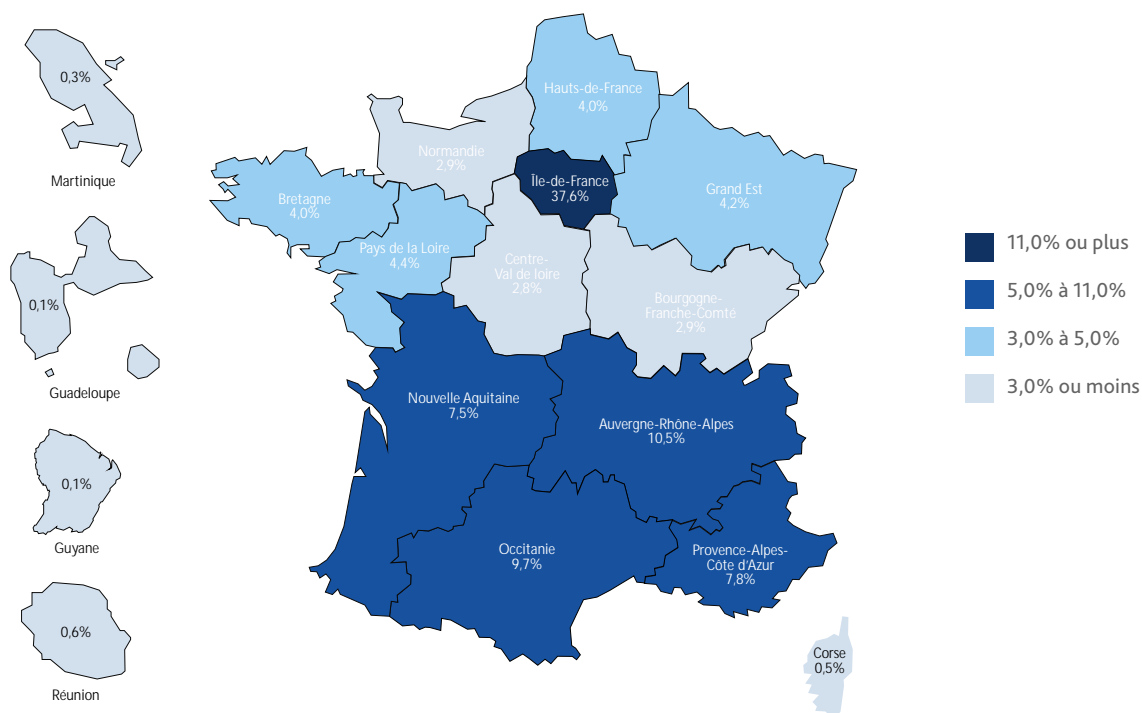 0,3%
Martinique
0,1%
Guadeloupe
0,1%
Guyane
0,6%
Réunion
Hauts-de-France
4,0%
Normandie
2,9%
Île-de-France
37,6%
Grand Est
4,2%
Bretagne
4,0%
Pays de la Loire
4,4%
Centre-
Val de loire
2,8%
Bourgogne-
Franche-Comté
2,9%
Nouvelle Aquitaine
7,5%
Auvergne-Rhône-Alpes
10,5%
Occitanie
9,7%
Provence-Alpes-
Côte d'Azur
7,8%
Corse
0,5%
11,0% ou plus
5,0% à 11,0%
3,0% à 5,0%
3,0% ou moins